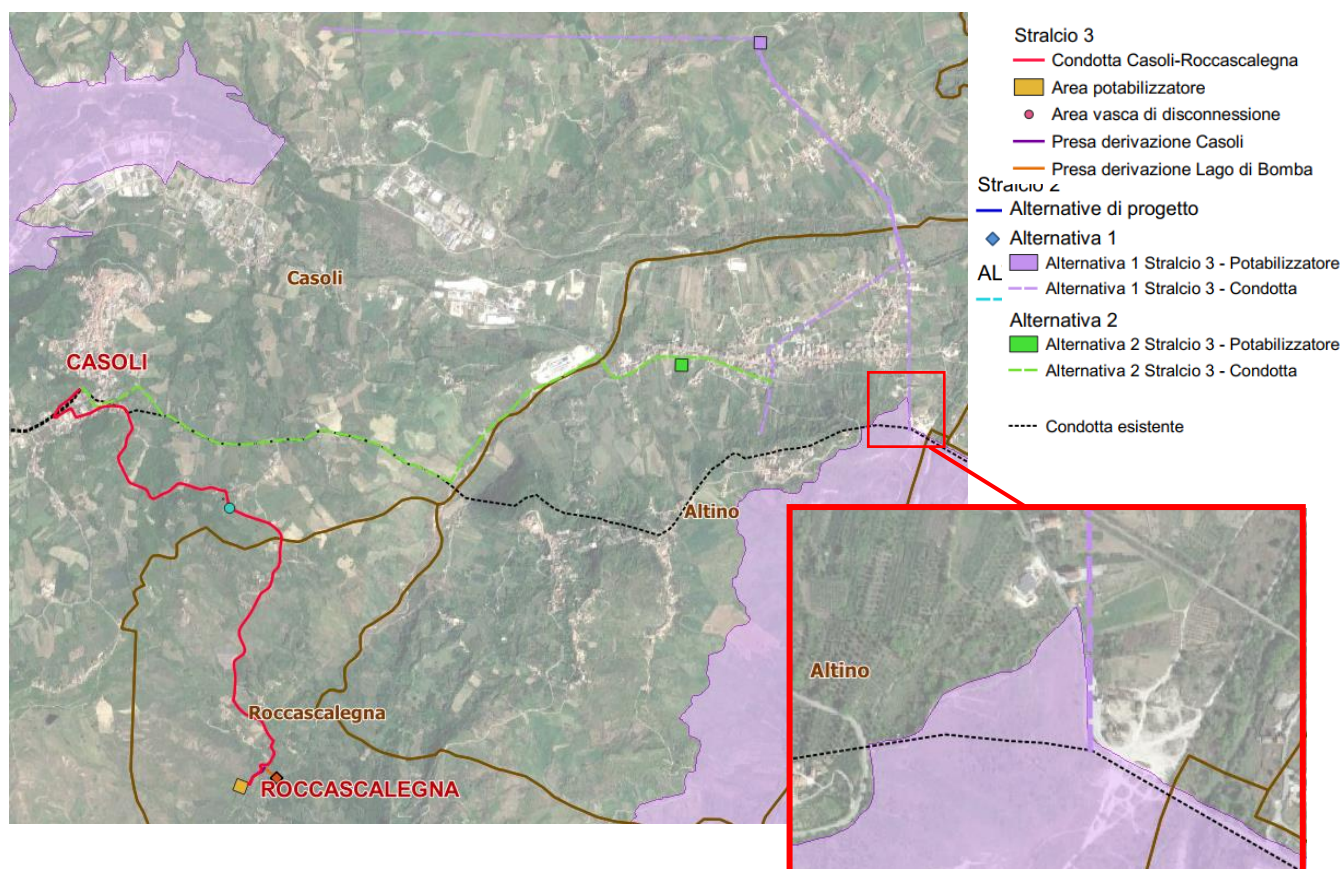 Casoli
CASOLI
Altino
Roccascalegna
ROCCASCALEGNA
Stralcio 3
Condotta Casoli-Roccascalegna
Area potabilizzatore
Area vasca di disconnessione
Presa derivazione Casoli
Presa derivazione Lago di Bomba
Stralcio 2
Alternative di progetto
Alternativa 1
Alternativa 1 Stralcio 3 - Potabilizzatore
AL
Alternativa 1 Stralcio 3 - Condotta
Alternativa 2
Alternativa 2 Stralcio 3 - Potabilizzatore
Alternativa 2 Stralcio 3 - Condotta
Condotta esistente
Altino